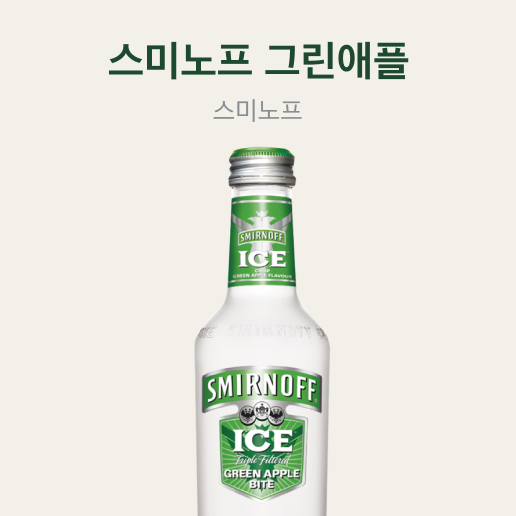 스미노프 그린애플
스미노프
SMIRNOFF
ICE
CRISP
GREEN APPLE FLAVOUR
SMIRNOFF
ICE
Triple Filtered
GREEN APPLE
BITE